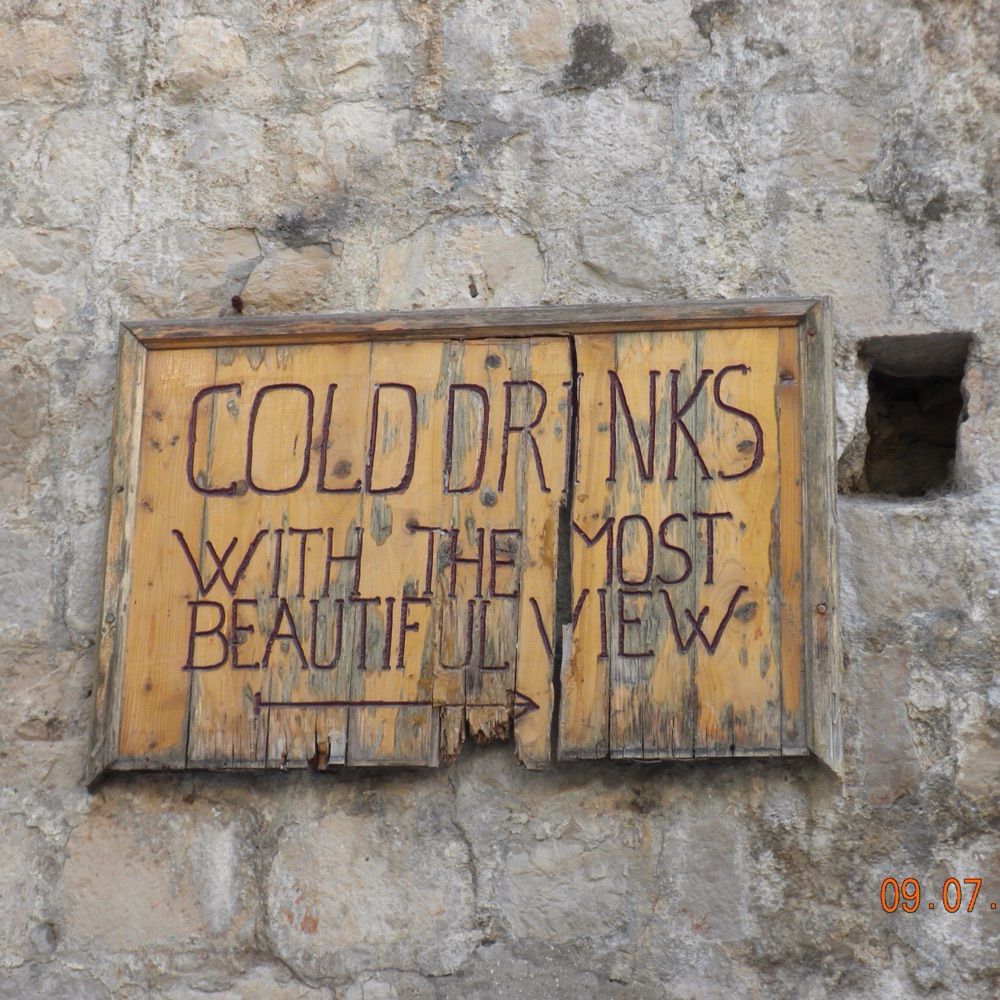 COLD DRINKS
WITH THE MOST
BEAUTIFUL VIEW
09.07.